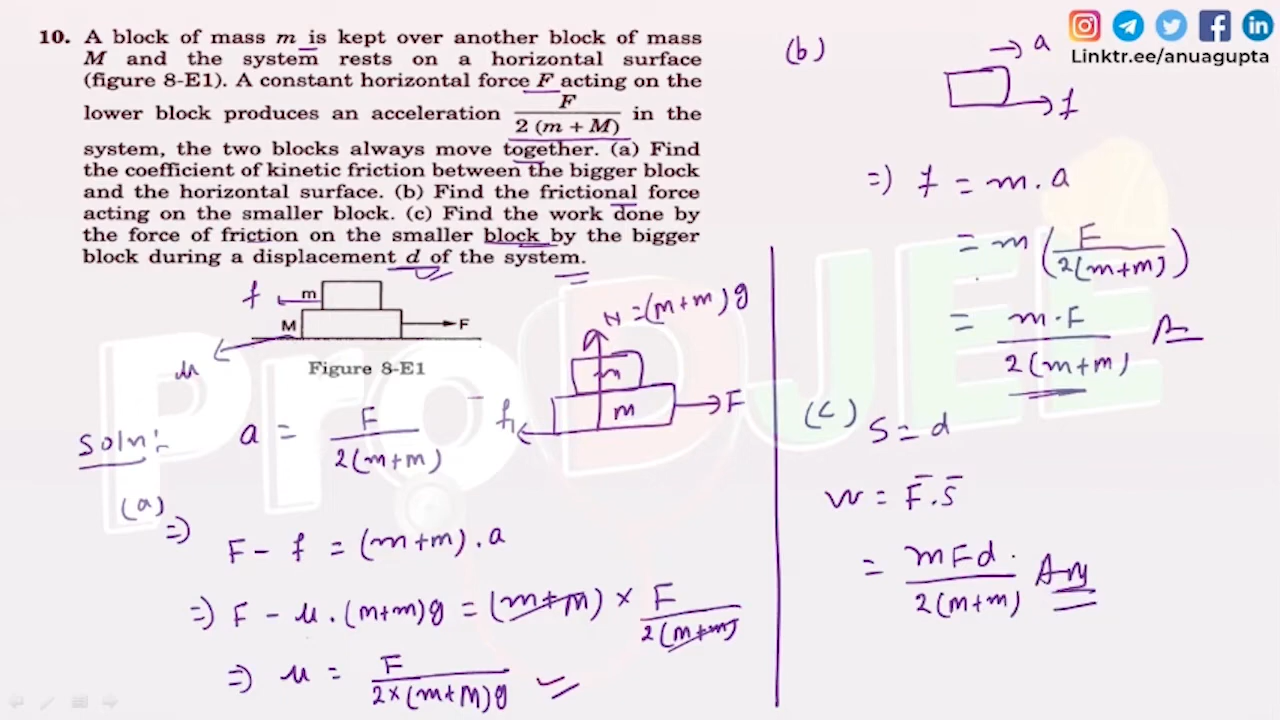 10. A block of mass m is kept over another block of mass
M and the system rests on a horizontal surface
(figure 8-E1). A constant horizontal force F acting on the
lower block produces an acceleration F / 2 (m + M) in the
system, the two blocks always move together. (a) Find
the coefficient of kinetic friction between the bigger block
and the horizontal surface. (b) Find the frictional force
acting on the smaller block. (c) Find the work done by
the force of friction on the smaller block by the bigger
block during a displacement d of the system.
f
m
M
F
μ
Figure 8-E1
N = (m+m)g
m
m
F
f1
Soln:-
a = F / 2(m+m)
(a)
=> F - f = (m+m).a
=> F - μ.(m+m)g = (m+m) × F / 2(m+m)
=> μ = F / 2×(m+M)g
(b)
→ a
f
=) f = m.a
= m (F / 2(m+m))
= m.F / 2(m+m)
(c) S = d
W = F.S
= mFd. / 2(m+m) Ans
Linktr.ee/anuagupta
PrODJEE